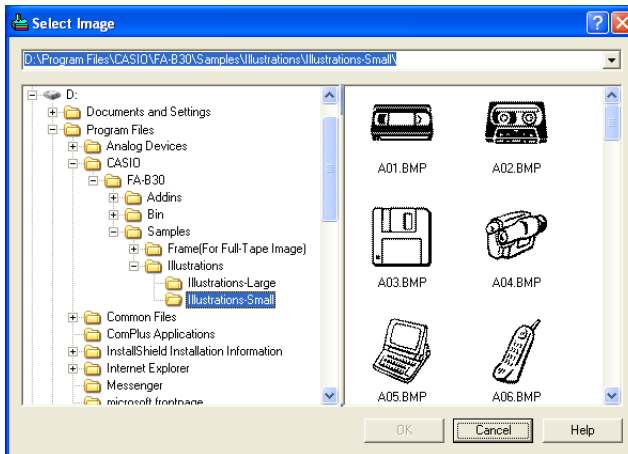 Select Image
D:\Program Files\CASIO\FA-B30\Samples\Illustrations\Illustrations-Small\
D:
Documents and Settings
Program Files
Analog Devices
CASIO
FA-B30
Addins
Bin
Samples
Frame(For Full-Tape Image)
Illustrations
Illustrations-Large
Illustrations-Small
Common Files
ComPlus Applications
InstallShield Installation Information
Internet Explorer
Messenger
microsoft frontpage
A01.BMP A02.BMP
A03.BMP A04.BMP
A05.BMP A06.BMP
OK Cancel Help